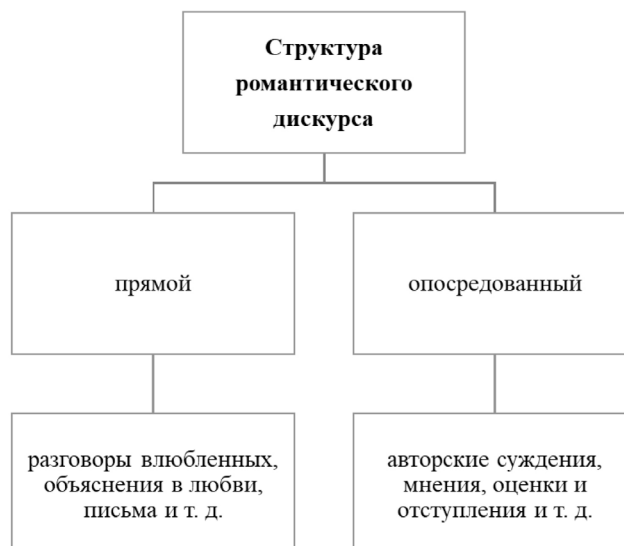 Структура
романтического
дискурса
прямой
опосредованный
разговоры влюбленных,
объяснения в любви,
письма и т. д.
авторские суждения,
мнения, оценки и
отступления и т. д.